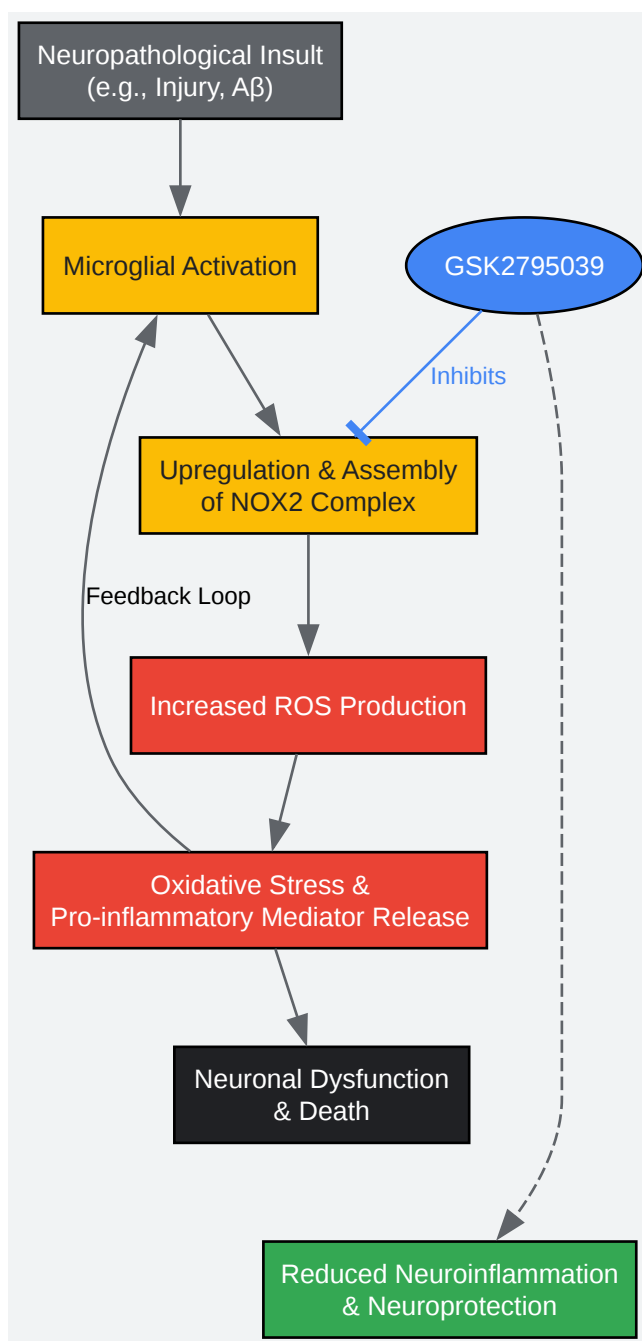 Neuropathological Insult
(e.g., Injury, Aβ)
Microglial Activation
GSK2795039
Inhibits
Upregulation & Assembly
of NOX2 Complex
Feedback Loop
Increased ROS Production
Oxidative Stress &
Pro-inflammatory Mediator Release
Neuronal Dysfunction
& Death
Reduced Neuroinflammation
& Neuroprotection